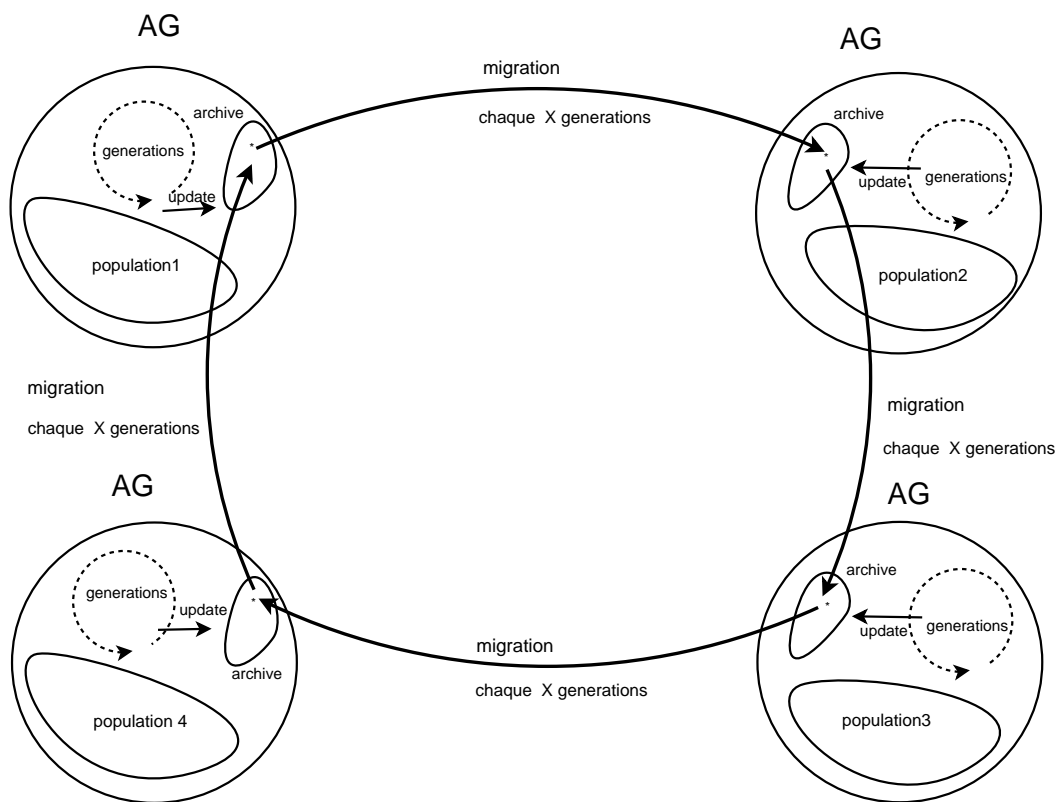 AG
AG
migration
chaque X generations
archive
generations
update
population1
archive
generations
update
population2
migration
chaque X generations
migration
chaque X generations
AG
AG
generations
update
archive
population 4
archive
generations
update
population3
migration
chaque X generations